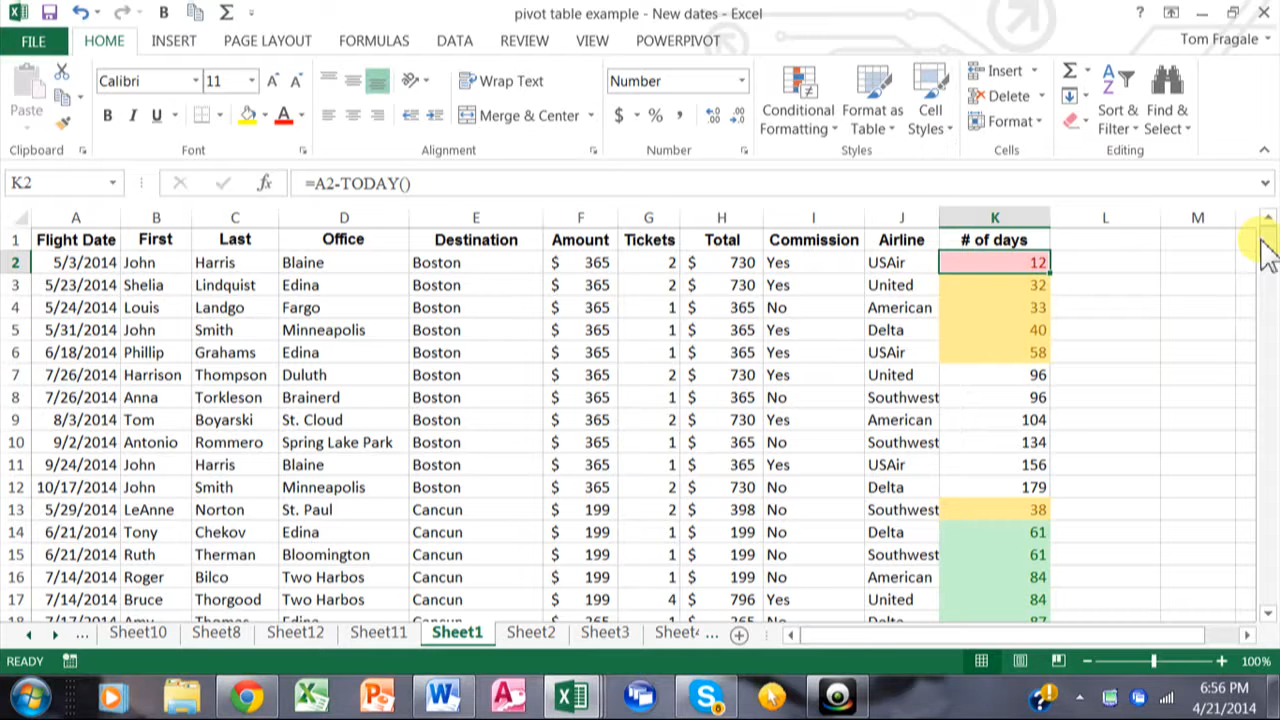 pivot table example - New dates - Excel
FILE HOME INSERT PAGE LAYOUT FORMULAS DATA REVIEW VIEW POWERPIVOT Tom Fragale
Paste Calibri 11 Wrap Text Number Conditional Formatting Format as Table Cell Styles Insert Sort & Filter Find & Select
B I U Merge & Center $ % , Delete
Format
Clipboard Font Alignment Number Styles Cells Editing
K2 fx =A2-TODAY()
A B C D E F G H I J K L M
1 Flight Date First Last Office Destination Amount Tickets Total Commission Airline # of days
2 5/3/2014 John Harris Blaine Boston $ 365 2 $ 730 Yes USAir 12
3 5/23/2014 Shelia Lindquist Edina Boston $ 365 2 $ 730 Yes United 32
4 5/24/2014 Louis Landgo Fargo Boston $ 365 1 $ 365 No American 33
5 5/31/2014 John Smith Minneapolis Boston $ 365 1 $ 365 Yes Delta 40
6 6/18/2014 Phillip Grahams Edina Boston $ 365 1 $ 365 Yes USAir 58
7 7/26/2014 Harrison Thompson Duluth Boston $ 365 2 $ 730 Yes United 96
8 7/26/2014 Anna Torkleson Brainerd Boston $ 365 1 $ 365 No Southwest 96
9 8/3/2014 Tom Boyarski St. Cloud Boston $ 365 2 $ 730 Yes American 104
10 9/2/2014 Antonio Rommero Spring Lake Park Boston $ 365 1 $ 365 No Southwest 134
11 9/24/2014 John Harris Blaine Boston $ 365 1 $ 365 Yes USAir 156
12 10/17/2014 John Smith Minneapolis Boston $ 365 2 $ 730 No Delta 179
13 5/29/2014 LeAnne Norton St. Paul Cancun $ 199 2 $ 398 No Southwest 38
14 6/21/2014 Tony Chekov Edina Cancun $ 199 1 $ 199 No Delta 61
15 6/21/2014 Ruth Therman Bloomington Cancun $ 199 1 $ 199 No Southwest 61
16 7/14/2014 Roger Bilco Two Harbos Cancun $ 199 1 $ 199 No American 84
17 7/14/2014 Bruce Thorgood Two Harbos Cancun $ 199 4 $ 796 Yes United 84
... Sheet10 Sheet8 Sheet12 Sheet11 Sheet1 Sheet2 Sheet3 Sheet4 ...
READY 100%
6:56 PM
4/21/2014